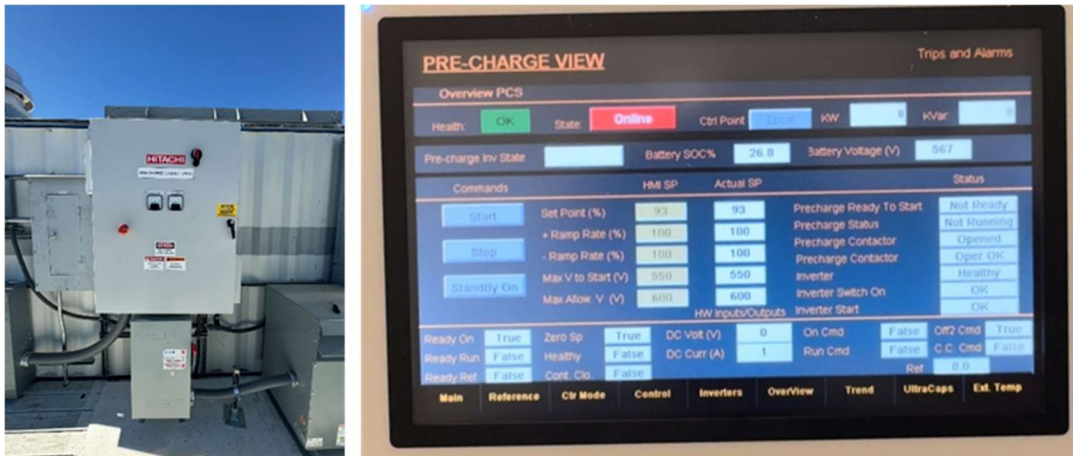 HITACHI
PRE-CHARGE VIEW
Trips and Alarms
Overview PCS
Health: OK State: Online Ctrl Point Local KW 0 KVar 0
Pre-charge Inv State Battery SOC% 26.8 Battery Voltage (V) 567
Commands HMI SP Actual SP Status
Start Set Point (%) 93 93 Precharge Ready To Start Not Ready
Precharge Status Not Running
+ Ramp Rate (%) 100 100 Precharge Contactor Opened
Stop - Ramp Rate (%) 100 100 Precharge Contactor Oper OK
Max V to Start (V) 550 550 Inverter Healthy
StandBy On Inverter Switch On OK
Max Allow. V (V) 600 600 Inverter Start OK
HW Inputs/Outputs
Ready On True Zero Sp True DC Volt (V) 0 On Cmd False Off2 Cmd True
Ready Run False Healthy False DC Curr (A) 1 Run Cmd False C.C. Cmd False
Ready Ref False Cont. Clo. False Ref 0.0
Main Reference Ctr Mode Control Inverters OverView Trend UltraCaps Ext. Temp